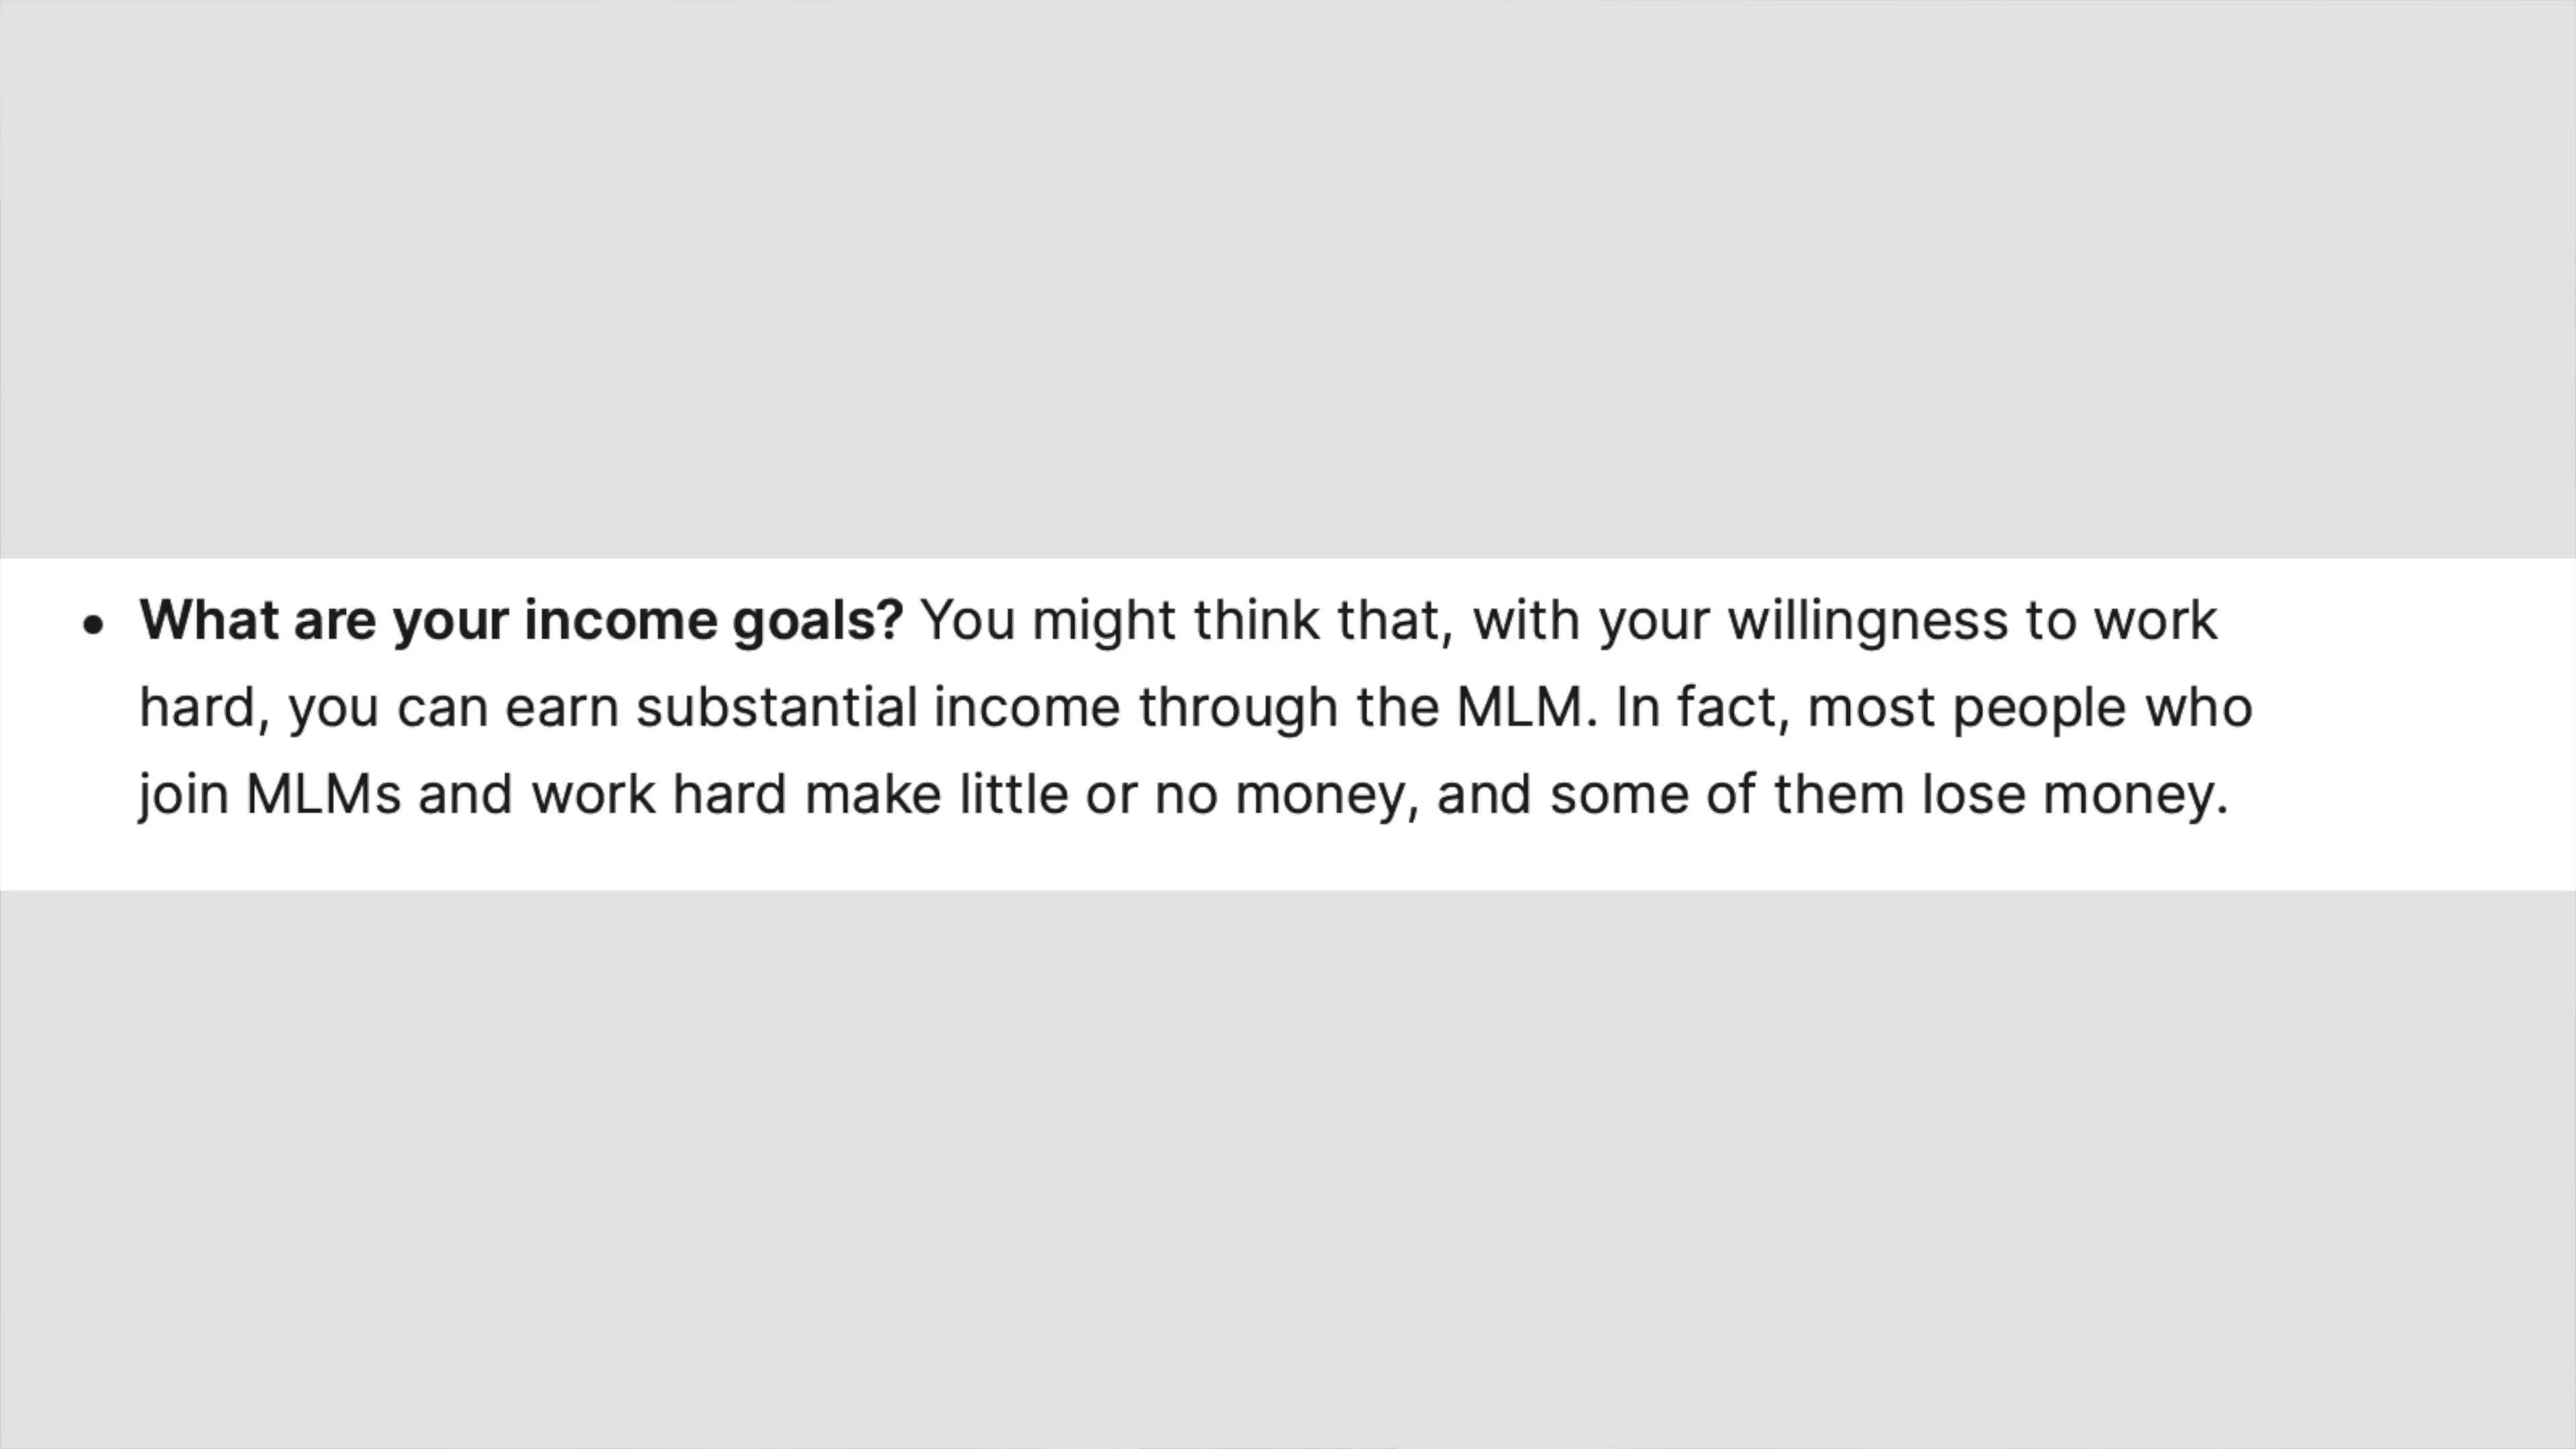 • What are your income goals? You might think that, with your willingness to work
hard, you can earn substantial income through the MLM. In fact, most people who
join MLMs and work hard make little or no money, and some of them lose money.